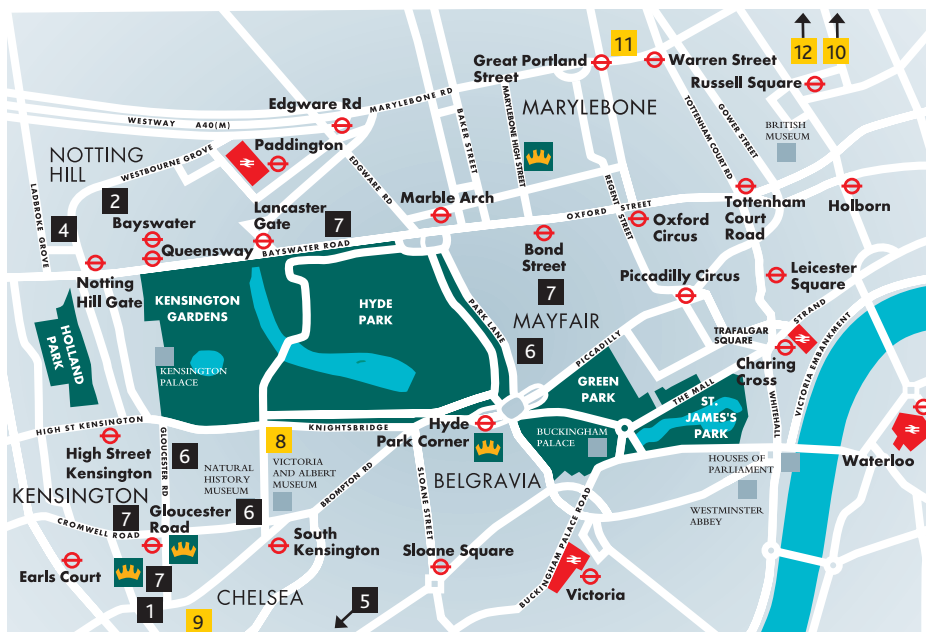 11
12
10
Great Portland
Street
Warren Street
Russell Square
Edgware Rd
MARYLEBONE RD
MARYLEBONE
WESTWAY A40(M)
BAKER STREET
MARYLEBONE HIGH STREET
TOTTENHAM COURT RD
GOWER STREET
BRITISH
MUSEUM
NOTTING
HILL
WESTBOURNE GROVE
Paddington
EDGWARE RD
REGENT STREET
LADBROKE GROVE
2
4
Bayswater
Queensway
Lancaster
Gate
7
Marble Arch
OXFORD STREET
Oxford
Circus
Tottenham
Court
Road
Holborn
BAYSWATER ROAD
Bond
Street
7
Notting
Hill Gate
KENSINGTON
GARDENS
HYDE
PARK
PARK LANE
MAYFAIR
6
Piccadilly Circus
Leicester
Square
STRAND
HOLLAND
PARK
KENSINGTON
PALACE
PICCADILLY
TRAFALGAR
SQUARE
Charing
Cross
VICTORIA EMBANKMENT
GREEN
PARK
THE MALL
ST.
JAMES'S
PARK
WHITEHALL
HIGH ST KENSINGTON
KNIGHTSBRIDGE
Hyde
Park Corner
BUCKINGHAM
PALACE
High Street
Kensington
GLOUCESTER RD
6
8
NATURAL
HISTORY
MUSEUM
VICTORIA
AND ALBERT
MUSEUM
BROMPTON RD
SLOANE STREET
BELGRAVIA
HOUSES OF
PARLIAMENT
Waterloo
WESTMINSTER
ABBEY
KENSINGTON
7
Gloucester
Road
6
CROMWELL ROAD
South
Kensington
Sloane Square
BUCKINGHAM PALACE ROAD
Earls Court
7
Victoria
1
CHELSEA
5
9